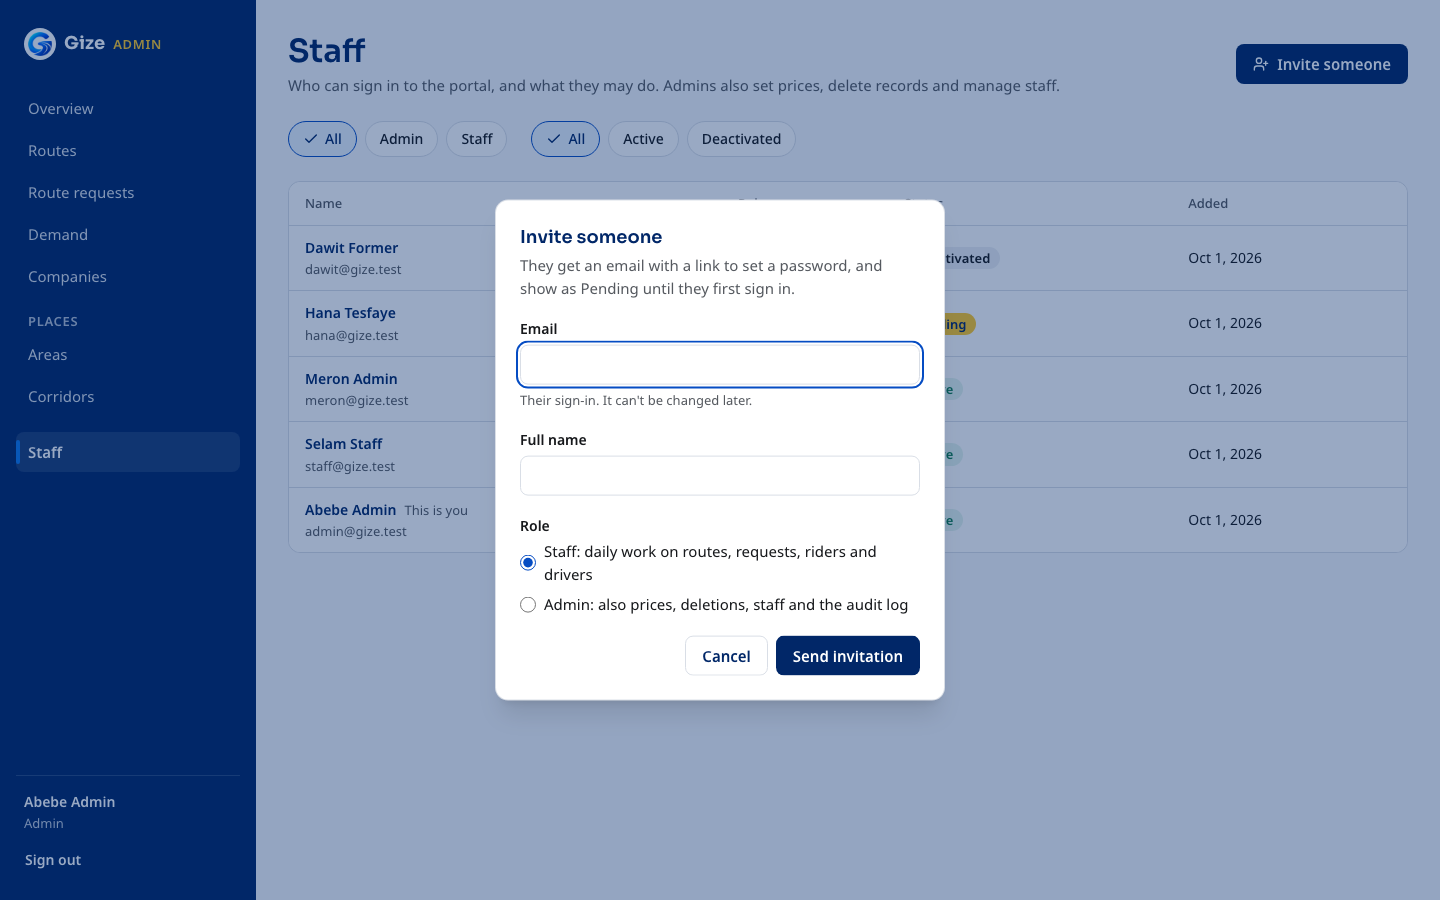 Gize ADMIN
Overview
Routes
Route requests
Demand
Companies
PLACES
Areas
Corridors
Staff
Abebe Admin
Admin
Sign out
Staff
Who can sign in to the portal, and what they may do. Admins also set prices, delete records and manage staff.
Invite someone
All Admin Staff All Active Deactivated
Name Added
Dawit Former
dawit@gize.test
Oct 1, 2026
Hana Tesfaye
hana@gize.test
Oct 1, 2026
Meron Admin
meron@gize.test
Oct 1, 2026
Selam Staff
staff@gize.test
Oct 1, 2026
Abebe Admin This is you
admin@gize.test
Oct 1, 2026
Invite someone
They get an email with a link to set a password, and
show as Pending until they first sign in.
Email
Their sign-in. It can't be changed later.
Full name
Role
Staff: daily work on routes, requests, riders and
drivers
Admin: also prices, deletions, staff and the audit log
Cancel Send invitation